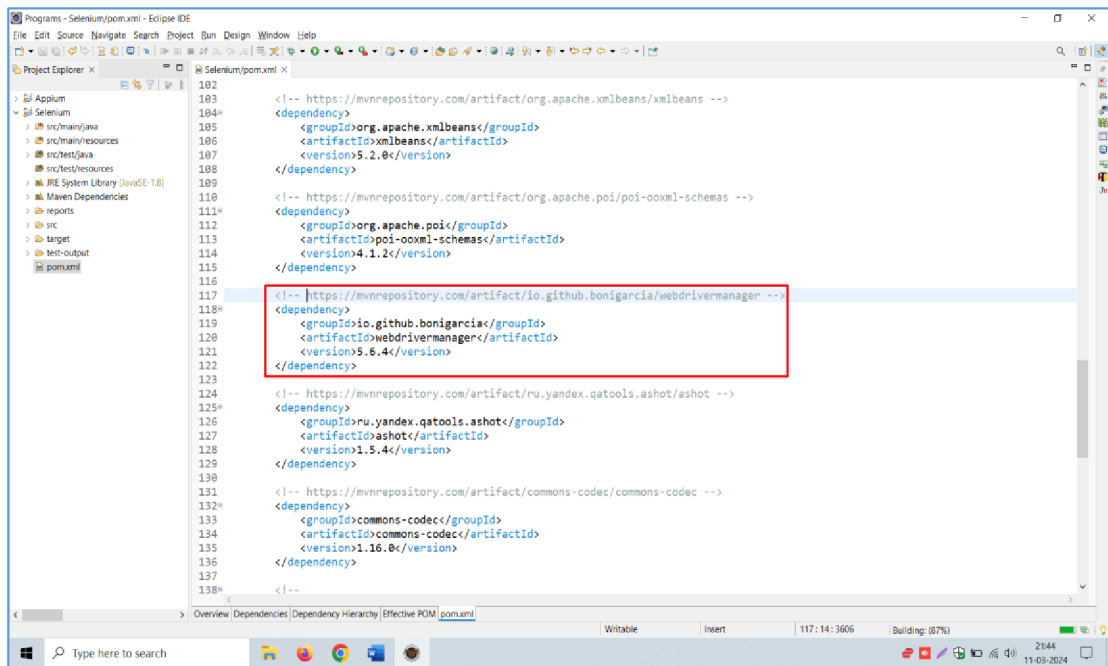 Programs - Selenium/pom.xml - Eclipse IDE
File Edit Source Navigate Search Project Run Design Window Help
Project Explorer
Selenium/pom.xml
Appium
Selenium
src/main/java
src/main/resources
src/test/java
src/test/resources
JRE System Library [JavaSE-1.8]
Maven Dependencies
reports
src
target
test-output
pom.xml
102
103 <!-- https://mvnrepository.com/artifact/org.apache.xmlbeans/xmlbeans -->
104 <dependency>
105 <groupId>org.apache.xmlbeans</groupId>
106 <artifactId>xmlbeans</artifactId>
107 <version>5.2.0</version>
108 </dependency>
109
110 <!-- https://mvnrepository.com/artifact/org.apache.poi/poi-ooxml-schemas -->
111 <dependency>
112 <groupId>org.apache.poi</groupId>
113 <artifactId>poi-ooxml-schemas</artifactId>
114 <version>4.1.2</version>
115 </dependency>
116
117 <!-- https://mvnrepository.com/artifact/io.github.bonigarcia/webdrivermanager -->
118 <dependency>
119 <groupId>io.github.bonigarcia</groupId>
120 <artifactId>webdrivermanager</artifactId>
121 <version>5.6.4</version>
122 </dependency>
123
124 <!-- https://mvnrepository.com/artifact/ru.yandex.qatools.ashot/ashot -->
125 <dependency>
126 <groupId>ru.yandex.qatools.ashot</groupId>
127 <artifactId>ashot</artifactId>
128 <version>1.5.4</version>
129 </dependency>
130
131 <!-- https://mvnrepository.com/artifact/commons-codec/commons-codec -->
132 <dependency>
133 <groupId>commons-codec</groupId>
134 <artifactId>commons-codec</artifactId>
135 <version>1.16.0</version>
136 </dependency>
137
138 <!--
Overview Dependencies Dependency Hierarchy Effective POM pom.xml
Writable Insert 117 : 14 : 3606 Building: (87%)
Type here to search
21:44
11-03-2024